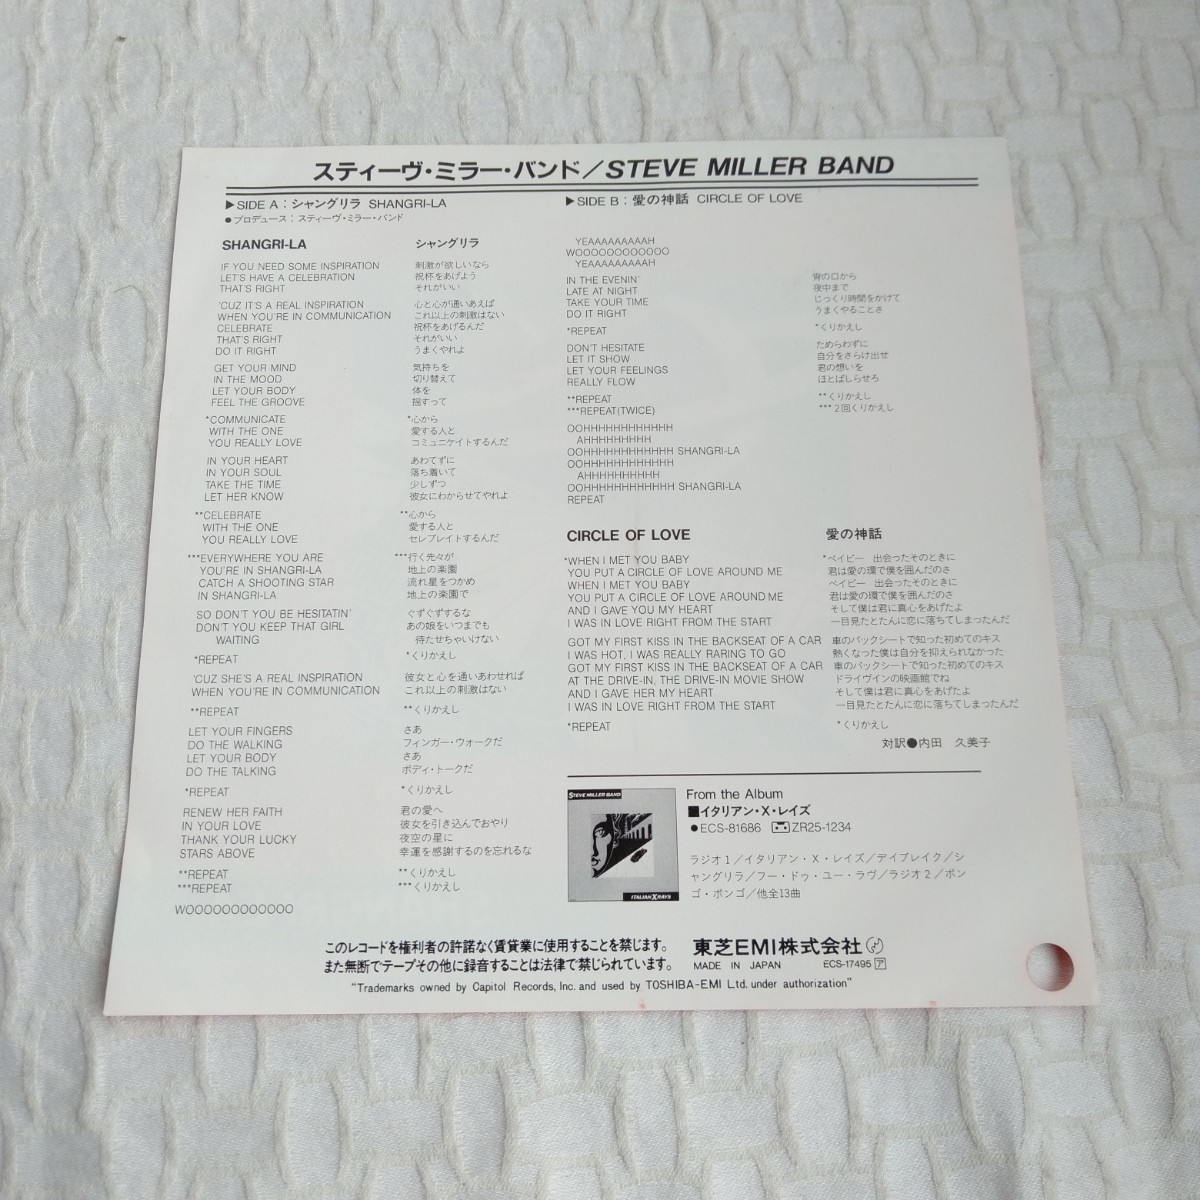 スティーヴ・ミラー・バンド／STEVE MILLER BAND
▶SIDE A：シャングリラ SHANGRI-LA
●プロデュース：スティーヴ・ミラー・バンド
SHANGRI-LA
IF YOU NEED SOME INSPIRATION
LET'S HAVE A CELEBRATION
THAT'S RIGHT
'CUZ IT'S A REAL INSPIRATION
WHEN YOU'RE IN COMMUNICATION
CELEBRATE
THAT'S RIGHT
DO IT RIGHT
GET YOUR MIND
IN THE MOOD
LET YOUR BODY
FEEL THE GROOVE
*COMMUNICATE
WITH THE ONE
YOU REALLY LOVE
IN YOUR HEART
IN YOUR SOUL
TAKE THE TIME
LET HER KNOW
**CELEBRATE
WITH THE ONE
YOU REALLY LOVE
***EVERYWHERE YOU ARE
YOU'RE IN SHANGRI-LA
CATCH A SHOOTING STAR
IN SHANGRI-LA
SO DON'T YOU BE HESITATIN'
DON'T YOU KEEP THAT GIRL
WAITING
*REPEAT
'CUZ SHE'S A REAL INSPIRATION
WHEN YOU'RE IN COMMUNICATION
**REPEAT
LET YOUR FINGERS
DO THE WALKING
LET YOUR BODY
DO THE TALKING
*REPEAT
RENEW HER FAITH
IN YOUR LOVE
THANK YOUR LUCKY
STARS ABOVE
**REPEAT
***REPEAT
WOOOOOOOOOOOO
シャングリラ
刺激が欲しいなら
祝杯をあげよう
それがいい
心と心が通いあえば
これ以上の刺激はない
祝杯をあげるんだ
それがいい
うまくやれよ
気持ちを
切り替えて
体を
揺すって
*心から
愛する人と
コミュニケイトするんだ
あわてずに
落ち着いて
少しずつ
彼女にわからせてやれよ
**心から
愛する人と
セレブレイトするんだ
***行く先々が
地上の楽園
流れ星をつかめ
地上の楽園で
ぐずぐずするな
あの娘をいつまでも
待たせちゃいけない
*くりかえし
彼女と心を通いあわせれば
これ以上の刺激はない
**くりかえし
さあ
フィンガー・ウォークだ
さあ
ボディ・トークだ
*くりかえし
君の愛へ
彼女を引き込んでおやり
夜空の星に
幸運を感謝するのを忘れるな
**くりかえし
***くりかえし
▶SIDE B：愛の神話 CIRCLE OF LOVE
YEAAAAAAAAAH
WOOOOOOOOOOOO
YEAAAAAAAAAH
IN THE EVENIN'
LATE AT NIGHT
TAKE YOUR TIME
DO IT RIGHT
*REPEAT
DON'T HESITATE
LET IT SHOW
LET YOUR FEELINGS
REALLY FLOW
**REPEAT
***REPEAT(TWICE)
OOHHHHHHHHHHHH
AHHHHHHHHH
OOHHHHHHHHHHHH SHANGRI-LA
OOHHHHHHHHHHHH
AHHHHHHHHHH
OOHHHHHHHHHHHH SHANGRI-LA
REPEAT
宵の口から
夜中まで
じっくり時間をかけて
うまくやることさ
*くりかえし
ためらわずに
自分をさらけ出せ
君の想いを
ほとばしらせろ
**くりかえし
***2回くりかえし
CIRCLE OF LOVE
*WHEN I MET YOU BABY
YOU PUT A CIRCLE OF LOVE AROUND ME
WHEN I MET YOU BABY
YOU PUT A CIRCLE OF LOVE AROUND ME
AND I GAVE YOU MY HEART
I WAS IN LOVE RIGHT FROM THE START
GOT MY FIRST KISS IN THE BACKSEAT OF A CAR
I WAS HOT, I WAS REALLY RARING TO GO
GOT MY FIRST KISS IN THE BACKSEAT OF A CAR
AT THE DRIVE-IN, THE DRIVE-IN MOVIE SHOW
AND I GAVE HER MY HEART
I WAS IN LOVE RIGHT FROM THE START
*REPEAT
愛の神話
*ベイビー 出会ったそのときに
君は愛の環で僕を囲んだのさ
ベイビー 出会ったそのときに
君は愛の環で僕を囲んだのさ
そして僕は君に真心をあげたよ
一目見たとたんに恋に落ちてしまったんだ
車のバックシートで知った初めてのキス
熱くなった僕は自分を抑えられなかった
車のバックシートで知った初めてのキス
ドライヴインの映画館でね
そして僕は君に真心をあげたよ
一目見たとたんに恋に落ちてしまったんだ
*くりかえし
対訳●内田 久美子
STEVE MILLER BAND
ITALIAN X RAYS
From the Album
■イタリアン・X・レイズ
●ECS-81686 ZR25-1234
ラジオ1／イタリアン・X・レイズ／デイブレイク／シ
ャングリラ／フー・ドゥ・ユー・ラヴ／ラジオ2／ボン
ゴ・ボンゴ／他全13曲
このレコードを権利者の許諾なく賃貸業に使用することを禁じます。
また無断でテープその他に録音することは法律で禁じられています。
東芝EMI株式会社
MADE IN JAPAN ECS-17495 ア
"Trademarks owned by Capitol Records, Inc. and used by TOSHIBA-EMI Ltd. under authorization"